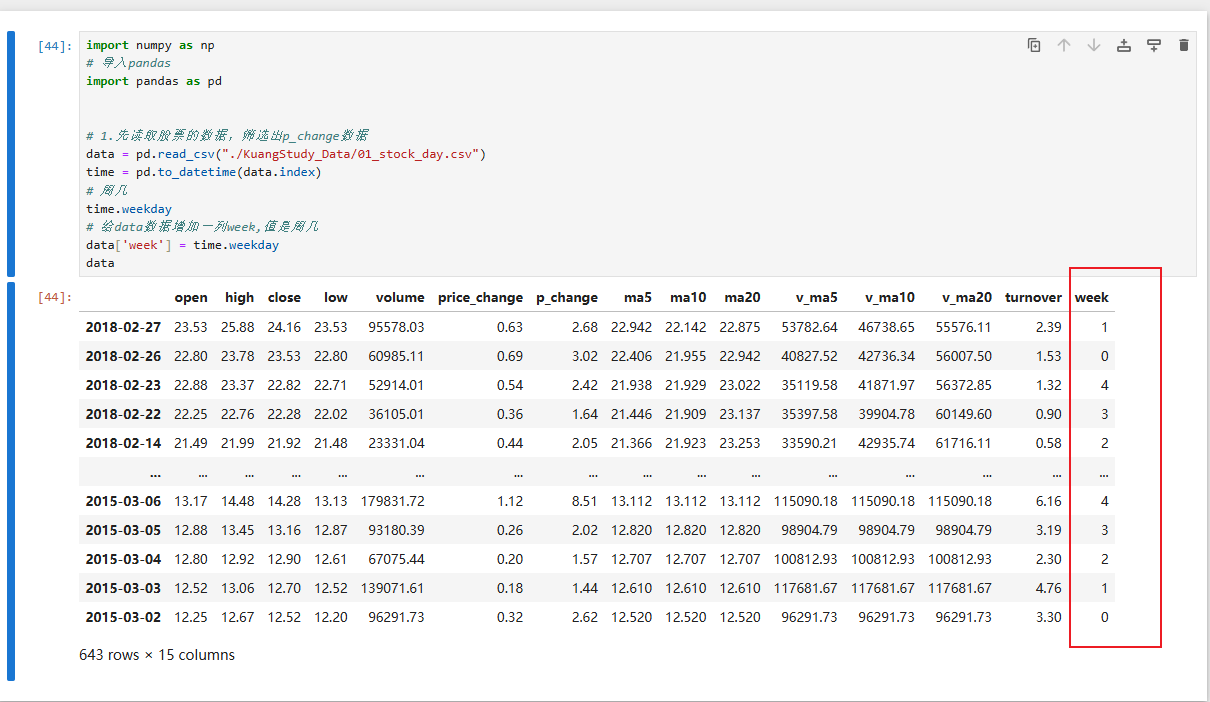 [44]:
import numpy as np
# 导入pandas
import pandas as pd
# 1.先读取股票的数据，筛选出p_change数据
data = pd.read_csv("./KuangStudy_Data/01_stock_day.csv")
time = pd.to_datetime(data.index)
# 周几
time.weekday
# 给data数据增加一列week,值是周几
data['week'] = time.weekday
data
[44]:
open high close low volume price_change p_change ma5 ma10 ma20 v_ma5 v_ma10 v_ma20 turnover week
2018-02-27 23.53 25.88 24.16 23.53 95578.03 0.63 2.68 22.942 22.142 22.875 53782.64 46738.65 55576.11 2.39 1
2018-02-26 22.80 23.78 23.53 22.80 60985.11 0.69 3.02 22.406 21.955 22.942 40827.52 42736.34 56007.50 1.53 0
2018-02-23 22.88 23.37 22.82 22.71 52914.01 0.54 2.42 21.938 21.929 23.022 35119.58 41871.97 56372.85 1.32 4
2018-02-22 22.25 22.76 22.28 22.02 36105.01 0.36 1.64 21.446 21.909 23.137 35397.58 39904.78 60149.60 0.90 3
2018-02-14 21.49 21.99 21.92 21.48 23331.04 0.44 2.05 21.366 21.923 23.253 33590.21 42935.74 61716.11 0.58 2
... ... ... ... ... ... ... ... ... ... ... ... ... ... ... ...
2015-03-06 13.17 14.48 14.28 13.13 179831.72 1.12 8.51 13.112 13.112 13.112 115090.18 115090.18 115090.18 6.16 4
2015-03-05 12.88 13.45 13.16 12.87 93180.39 0.26 2.02 12.820 12.820 12.820 98904.79 98904.79 98904.79 3.19 3
2015-03-04 12.80 12.92 12.90 12.61 67075.44 0.20 1.57 12.707 12.707 12.707 100812.93 100812.93 100812.93 2.30 2
2015-03-03 12.52 13.06 12.70 12.52 139071.61 0.18 1.44 12.610 12.610 12.610 117681.67 117681.67 117681.67 4.76 1
2015-03-02 12.25 12.67 12.52 12.20 96291.73 0.32 2.62 12.520 12.520 12.520 96291.73 96291.73 96291.73 3.30 0
643 rows × 15 columns